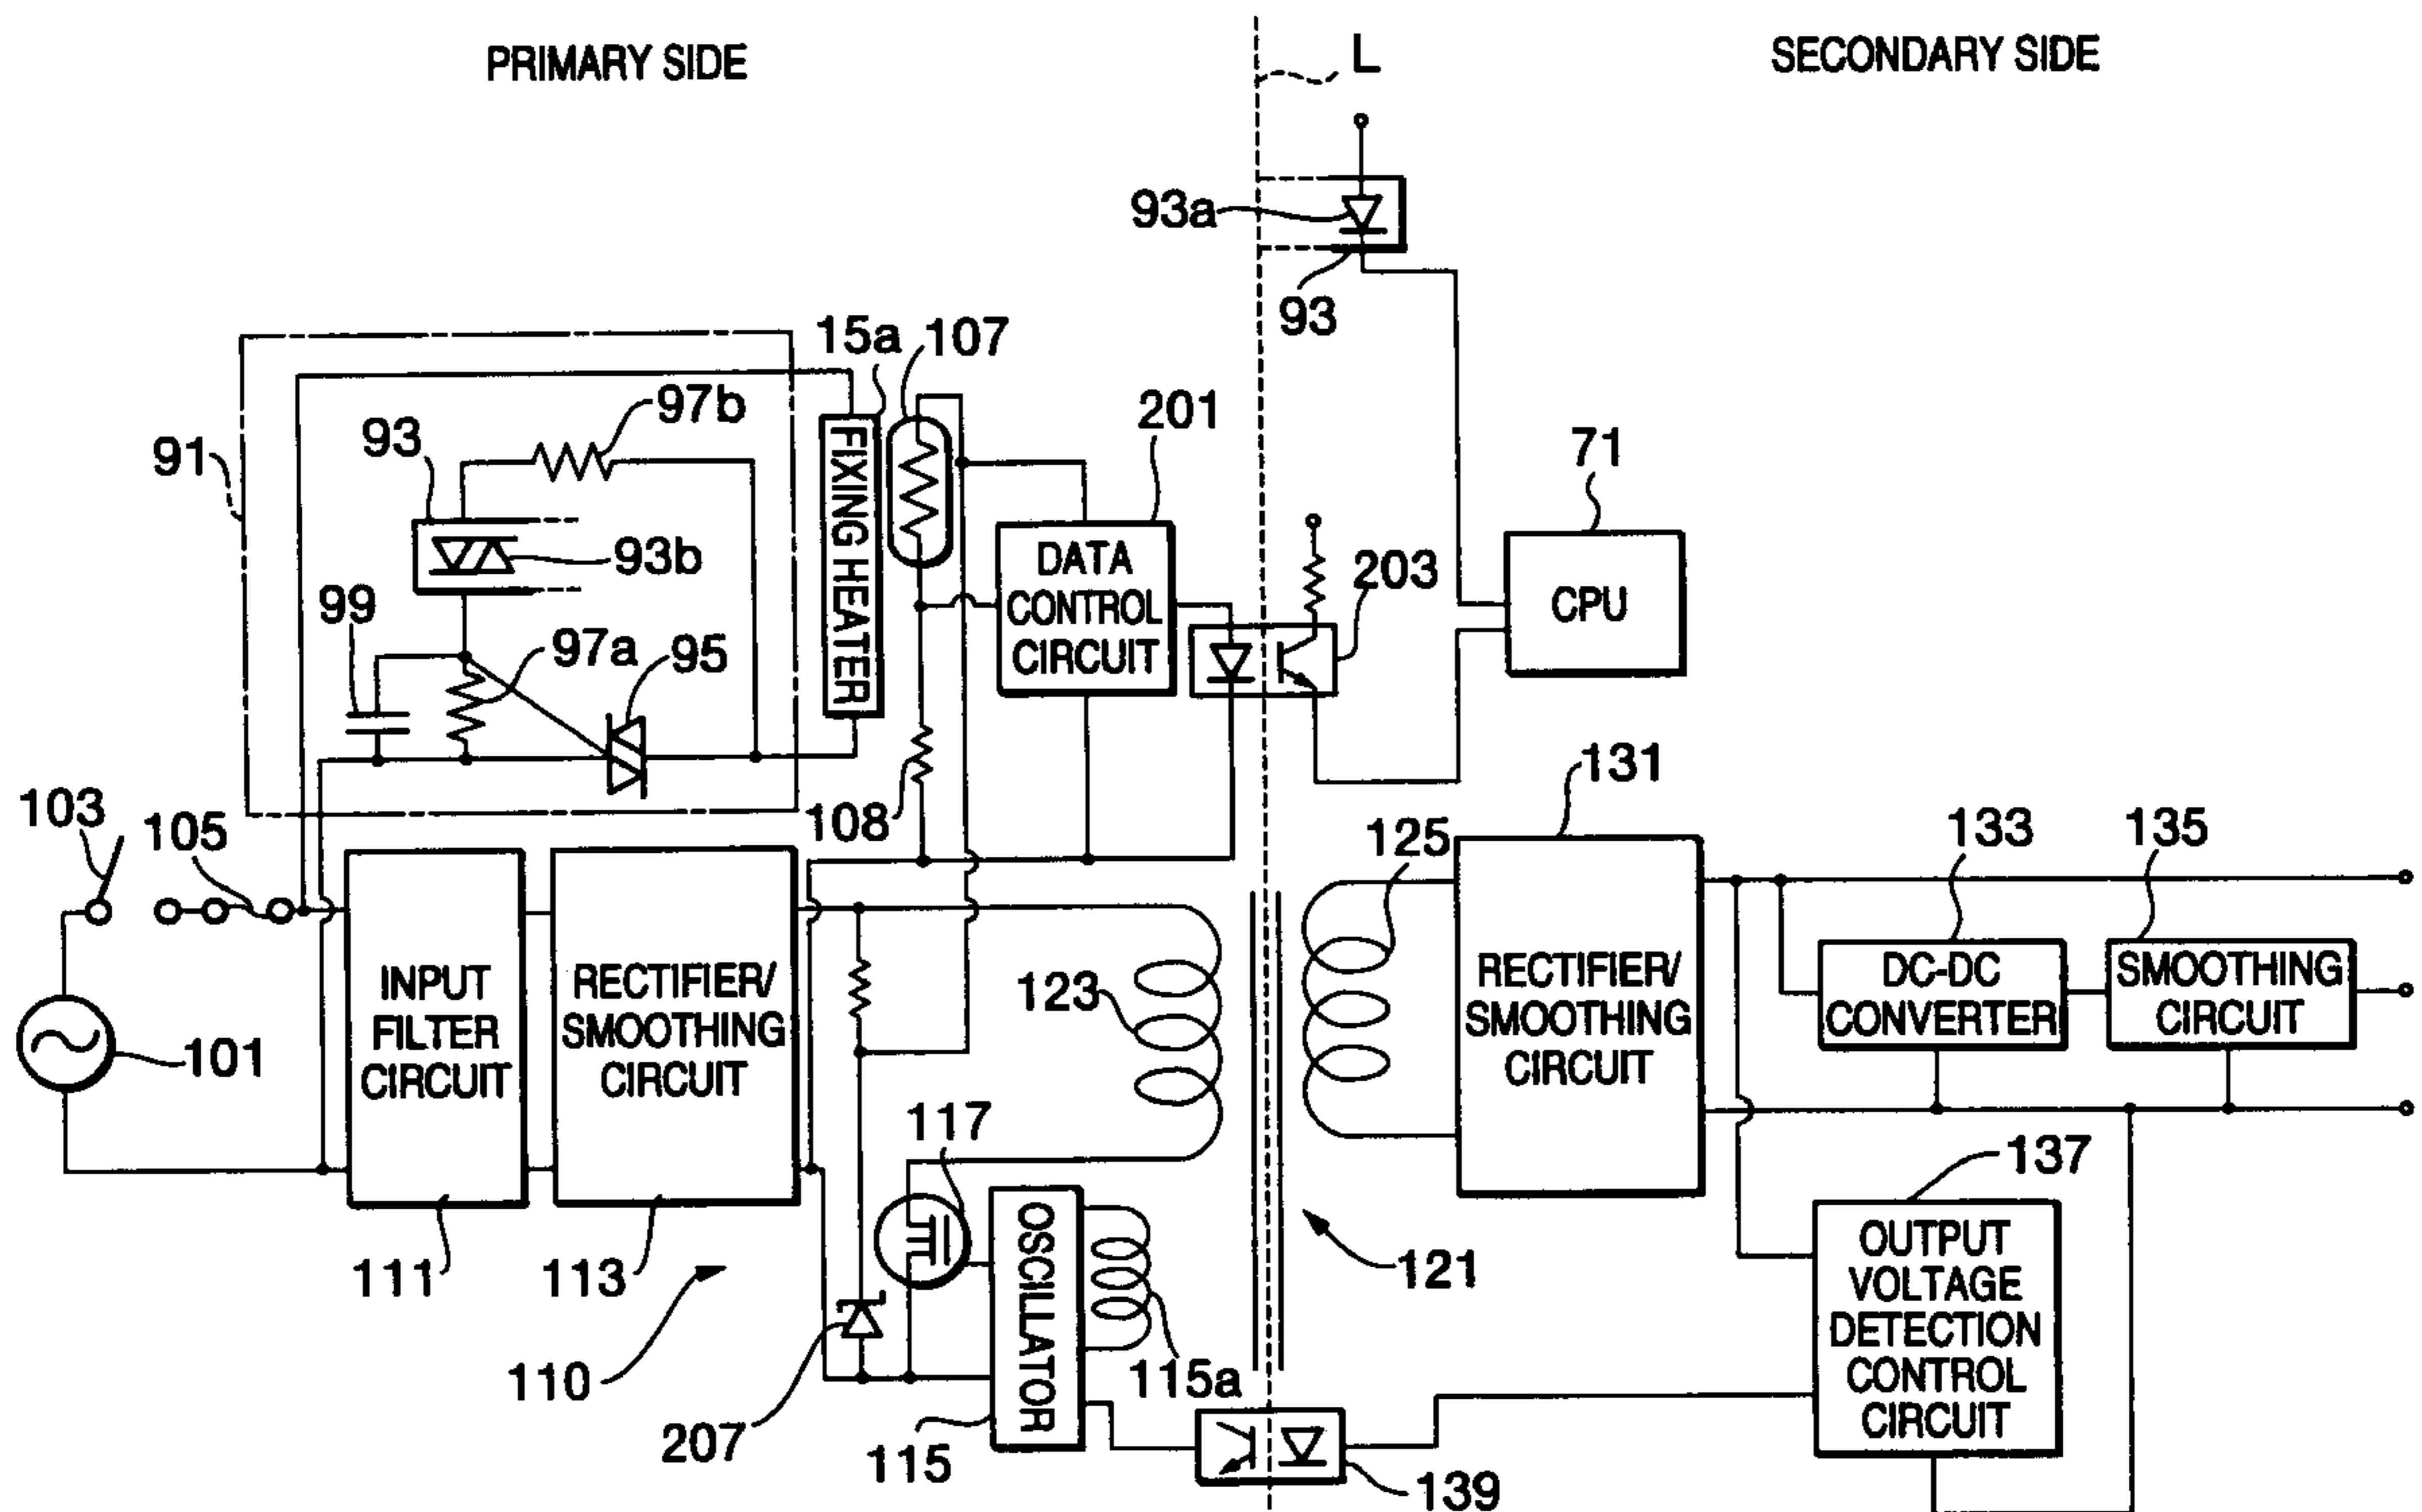 PRIMARY SIDE
L
SECONDARY SIDE
93a
93
15a
107
201
97b
93
91
71
93b
DATA
CONTROL
CIRCUIT
203
CPU
FIXING HEATER
99
97a
95
131
103
105
108
125
133
135
INPUT
FILTER
CIRCUIT
RECTIFIER/
SMOOTHING
CIRCUIT
123
RECTIFIER/
SMOOTHING
CIRCUIT
DC-DC
CONVERTER
SMOOTHING
CIRCUIT
101
117
137
OSCILLATOR
OUTPUT
VOLTAGE
DETECTION
CONTROL
CIRCUIT
111
113
121
110
115a
207
115
139